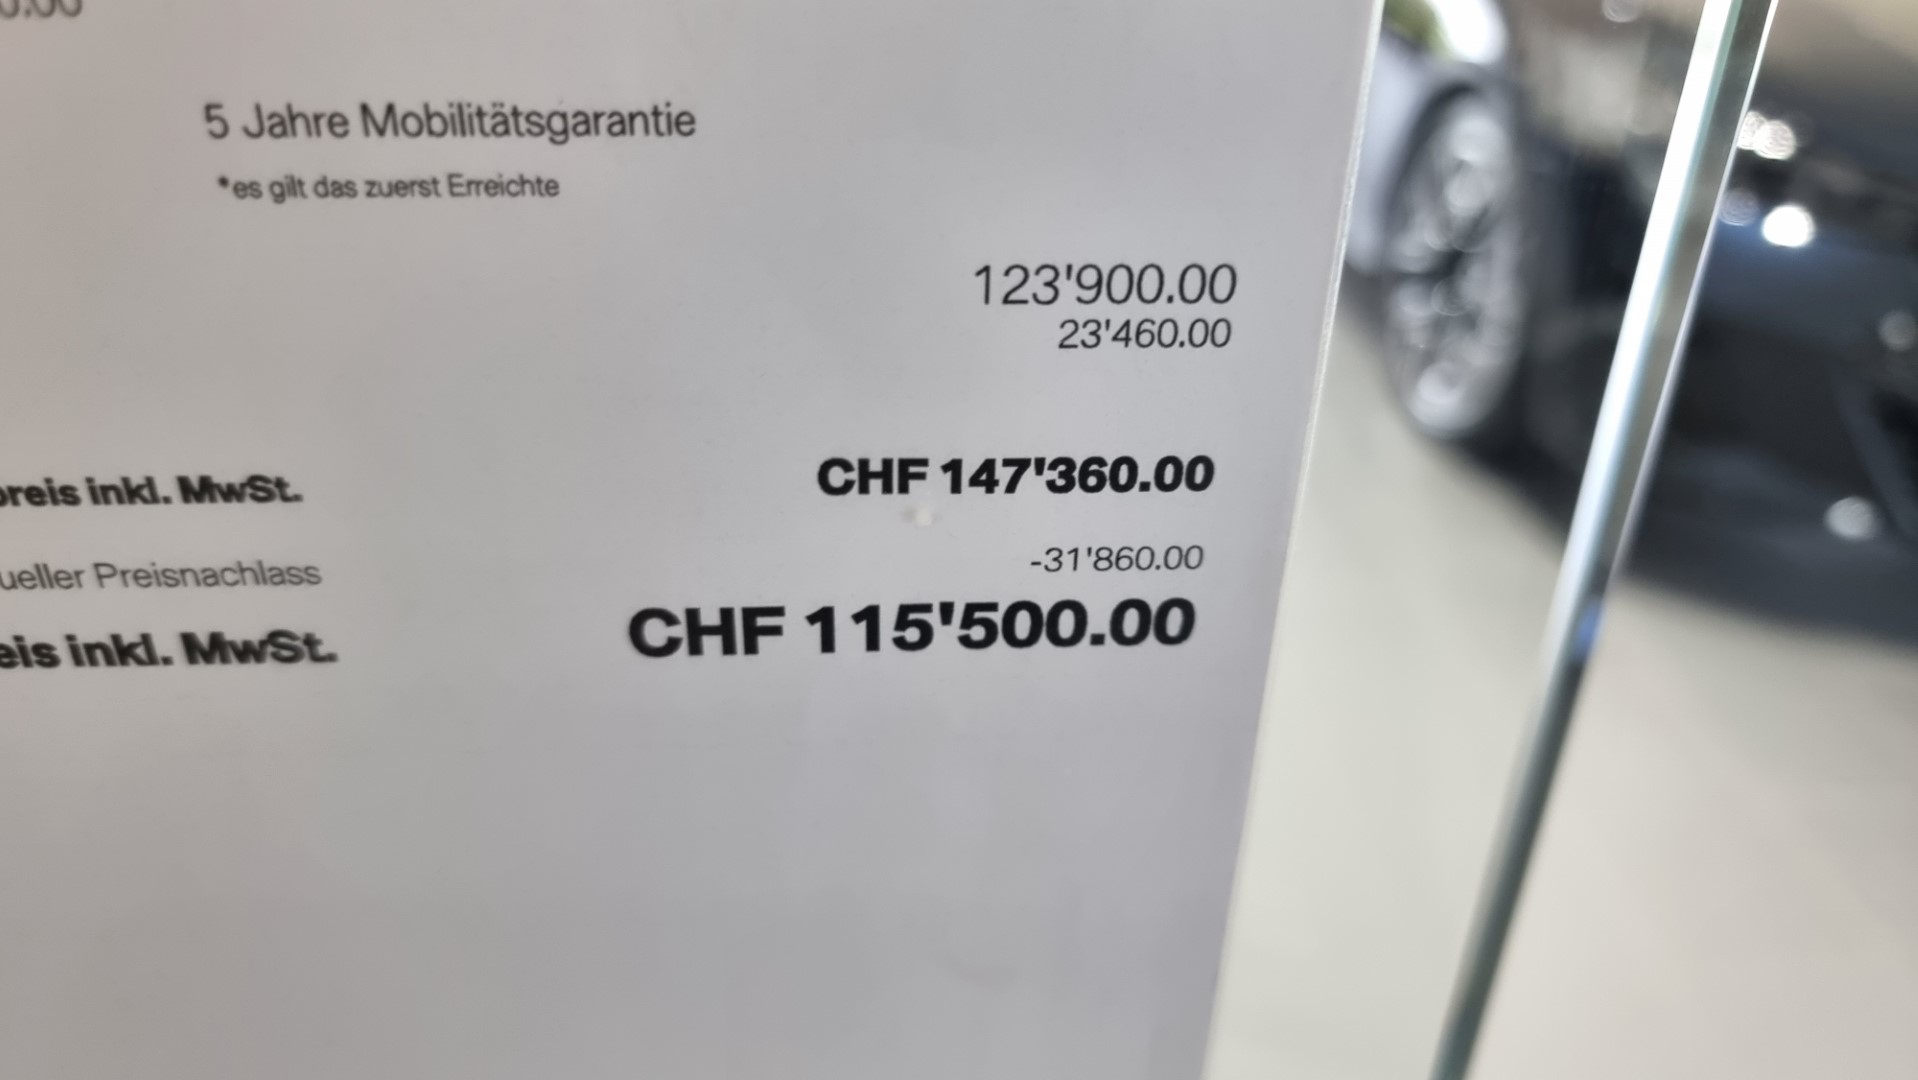 5 Jahre Mobilitätsgarantie
*es gilt das zuerst Erreichte
123'900.00
23'460.00
preis inkl. MwSt. CHF 147'360.00
ueller Preisnachlass -31'860.00
eis inkl. MwSt. CHF 115'500.00